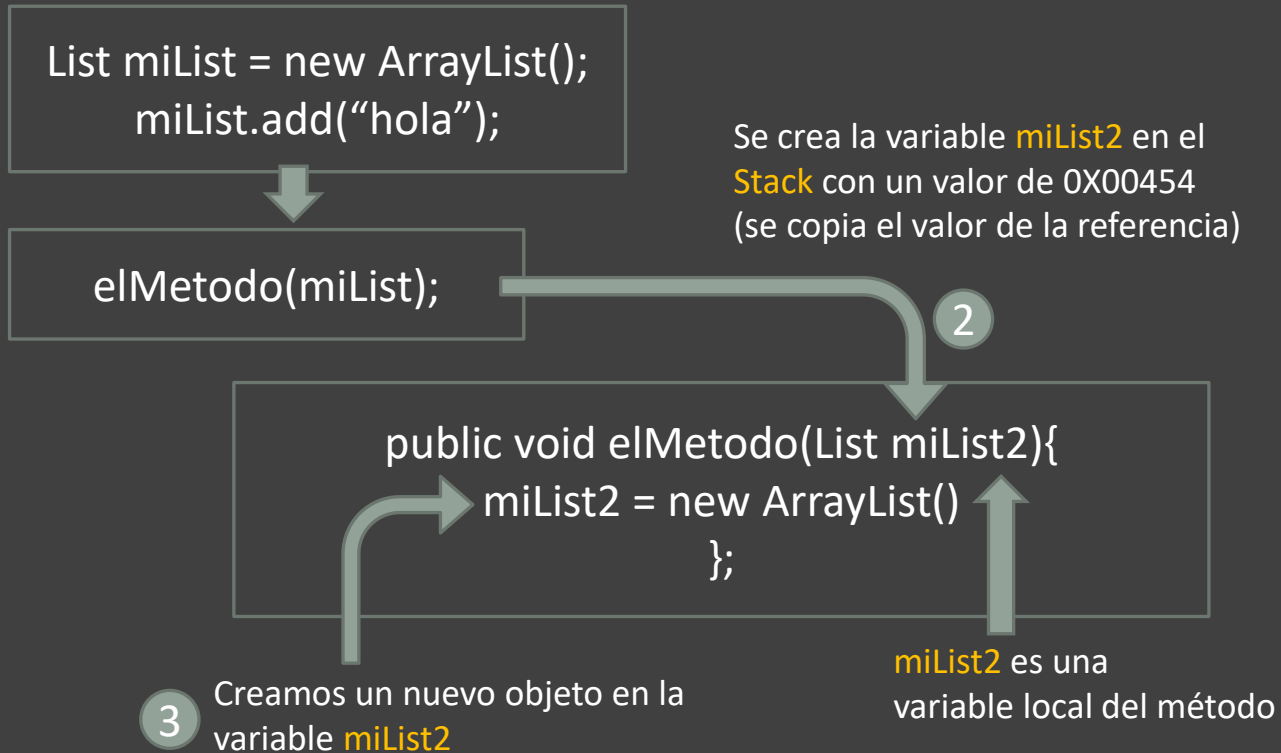 List miList = new ArrayList();
miList.add(“hola”);
Se crea la variable miList2 en el
Stack con un valor de 0X00454
(se copia el valor de la referencia)
elMetodo(miList);
2
public void elMetodo(List miList2){
miList2 = new ArrayList()
};
miList2 es una
variable local del método
3
Creamos un nuevo objeto en la
variable miList2